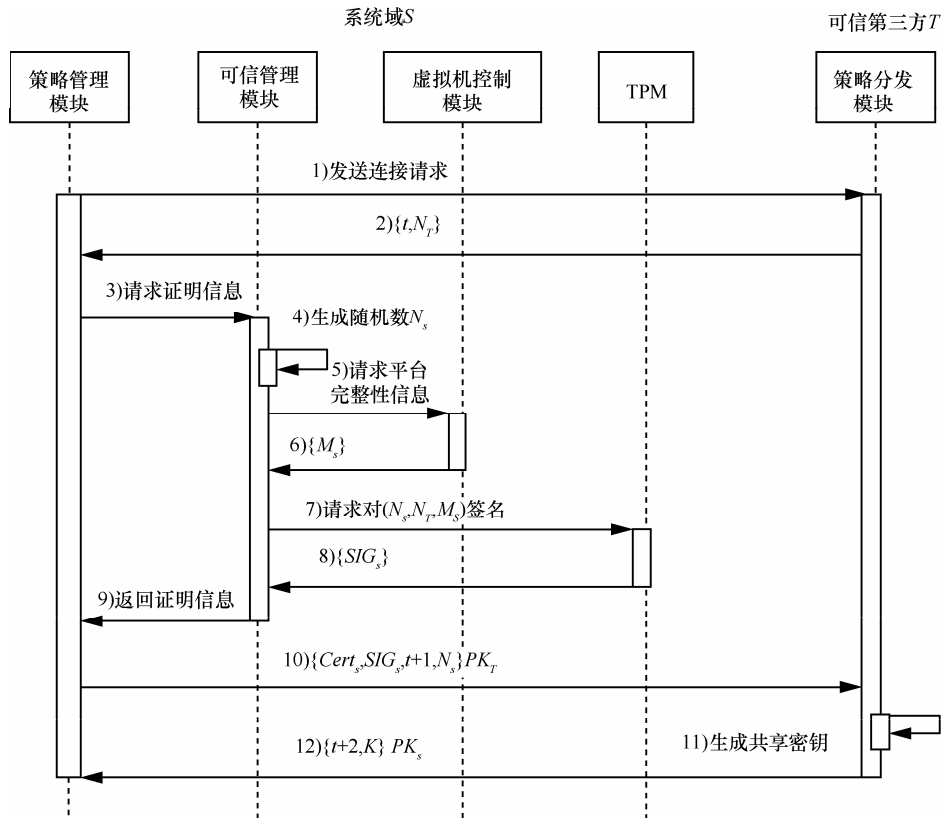 系统域S
可信第三方T
策略管理
模块
可信管理
模块
虚拟机控制
模块
TPM
策略分发
模块
1)发送连接请求
2){t,N_T}
3)请求证明信息
4)生成随机数N_s
5)请求平台
完整性信息
6){M_s}
7)请求对(N_s,N_T,M_S)签名
8){SIG_s}
9)返回证明信息
10){Cert_s,SIG_s,t+1,N_s}PK_T
11)生成共享密钥
12){t+2,K} PK_s